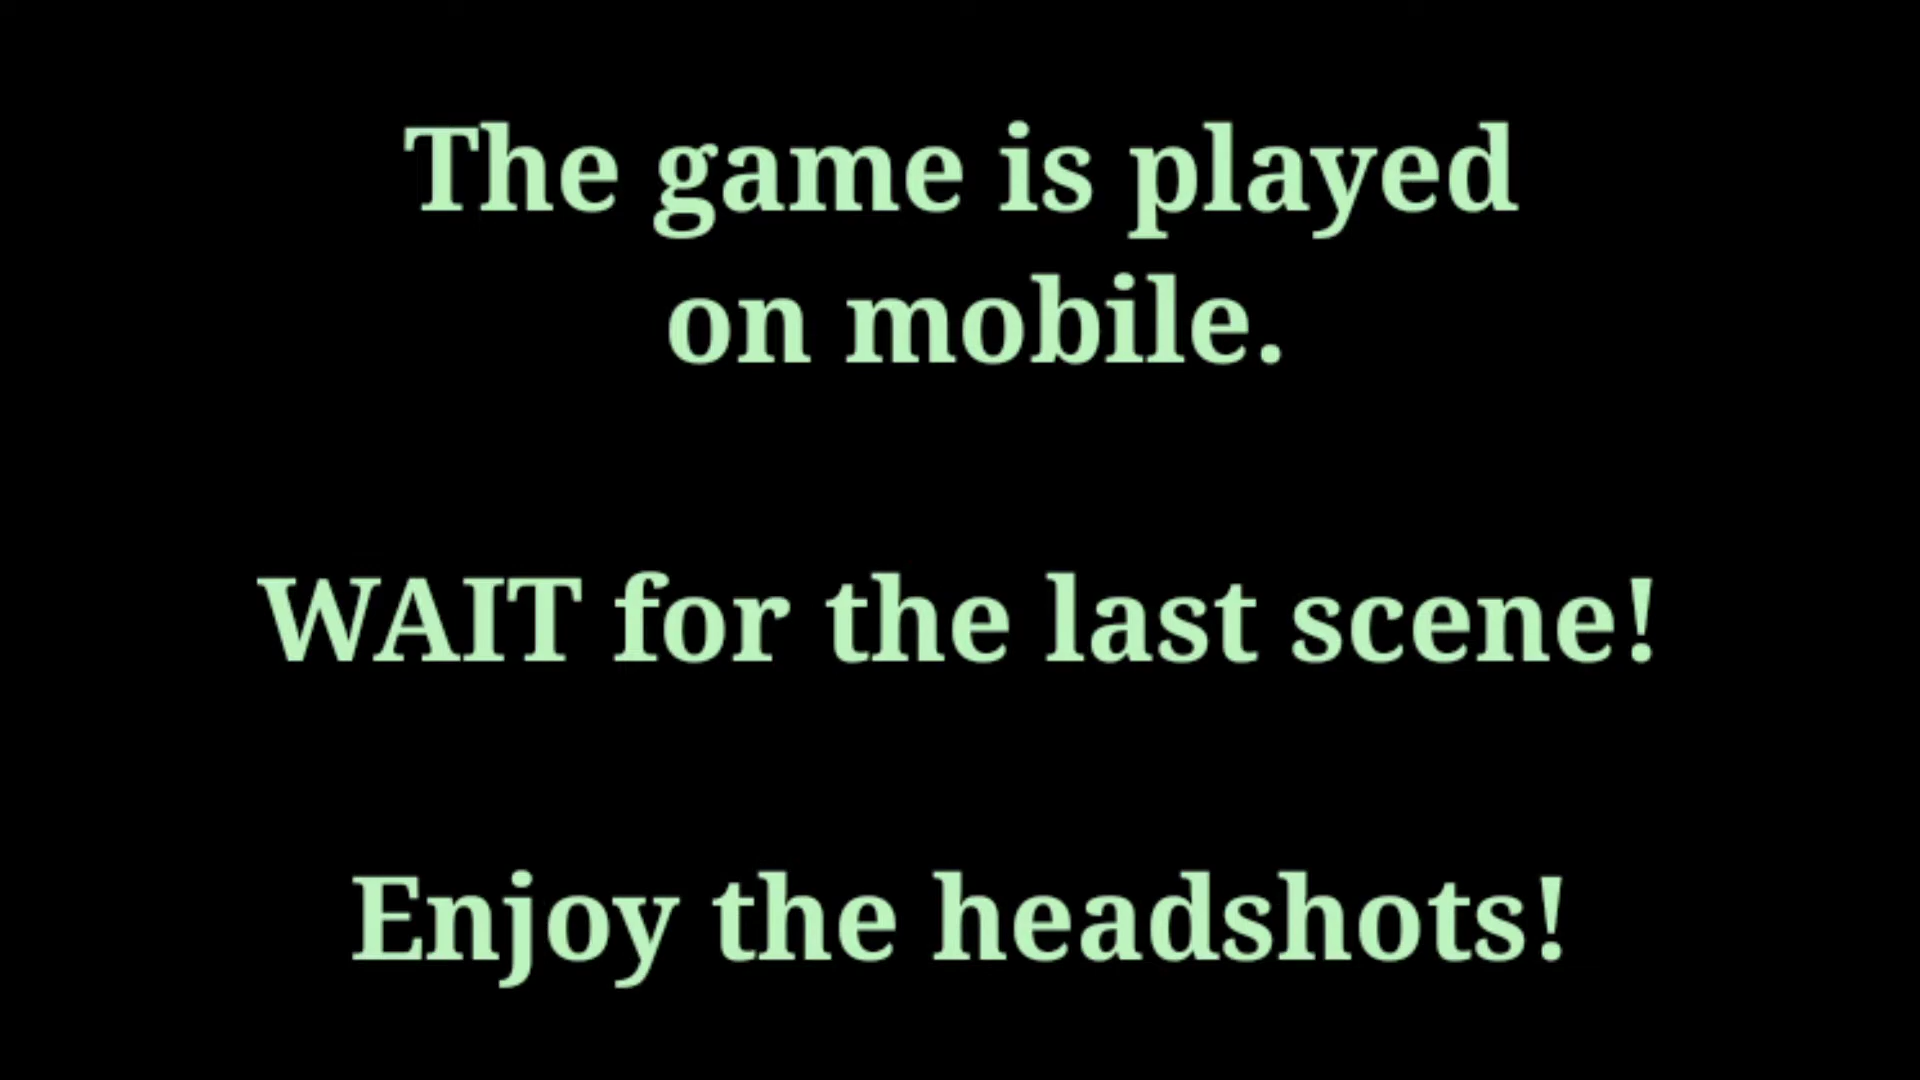 The game is played
on mobile.
WAIT for the last scene!
Enjoy the headshots!